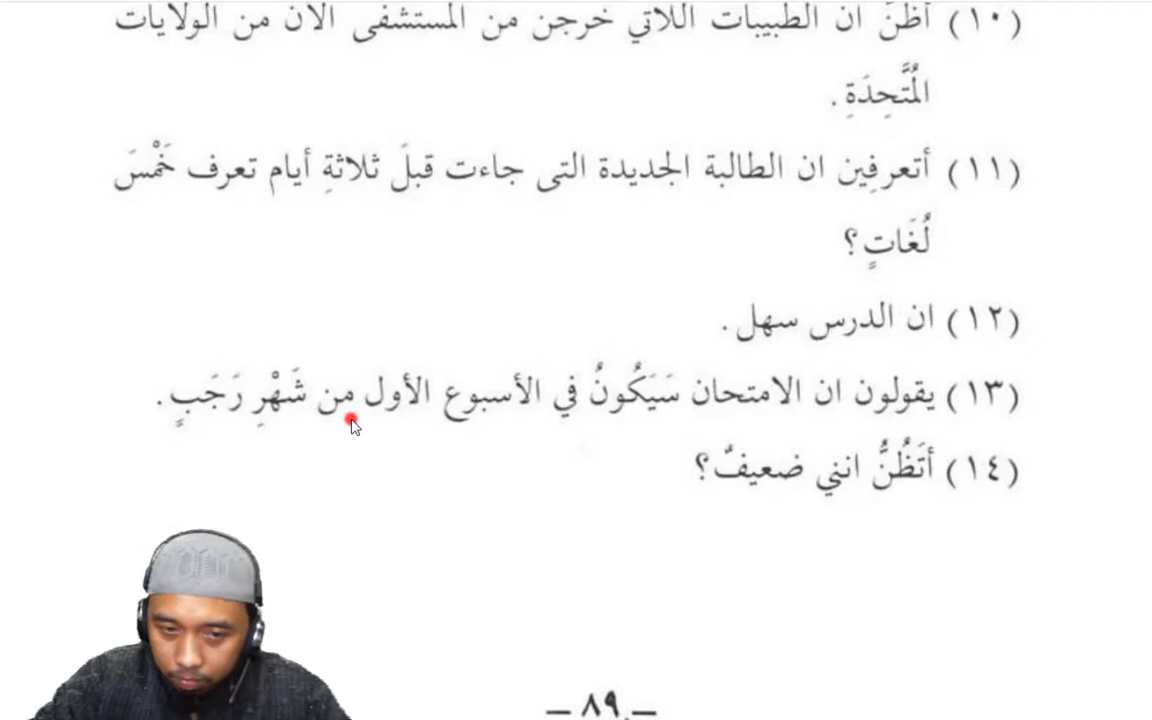 (١٠) أظنّ ان الطبيبات اللاتي خرجن من المستشفى الآن من الولايات
المُتَّحِدَةِ .
(١١) أتعرفِين ان الطالبة الجديدة التى جاءت قبلَ ثلاثةِ أيام تعرف خَمْسَ
لُغَاتٍ ؟
(١٢) ان الدرس سهل .
(١٣) يقولون ان الامتحان سَيَكُونُ في الأسبوع الأول من شَهْرِ رَجَبٍ .
(١٤) أتَظُنُّ انني ضعيفٌ ؟
— ٨٩ —